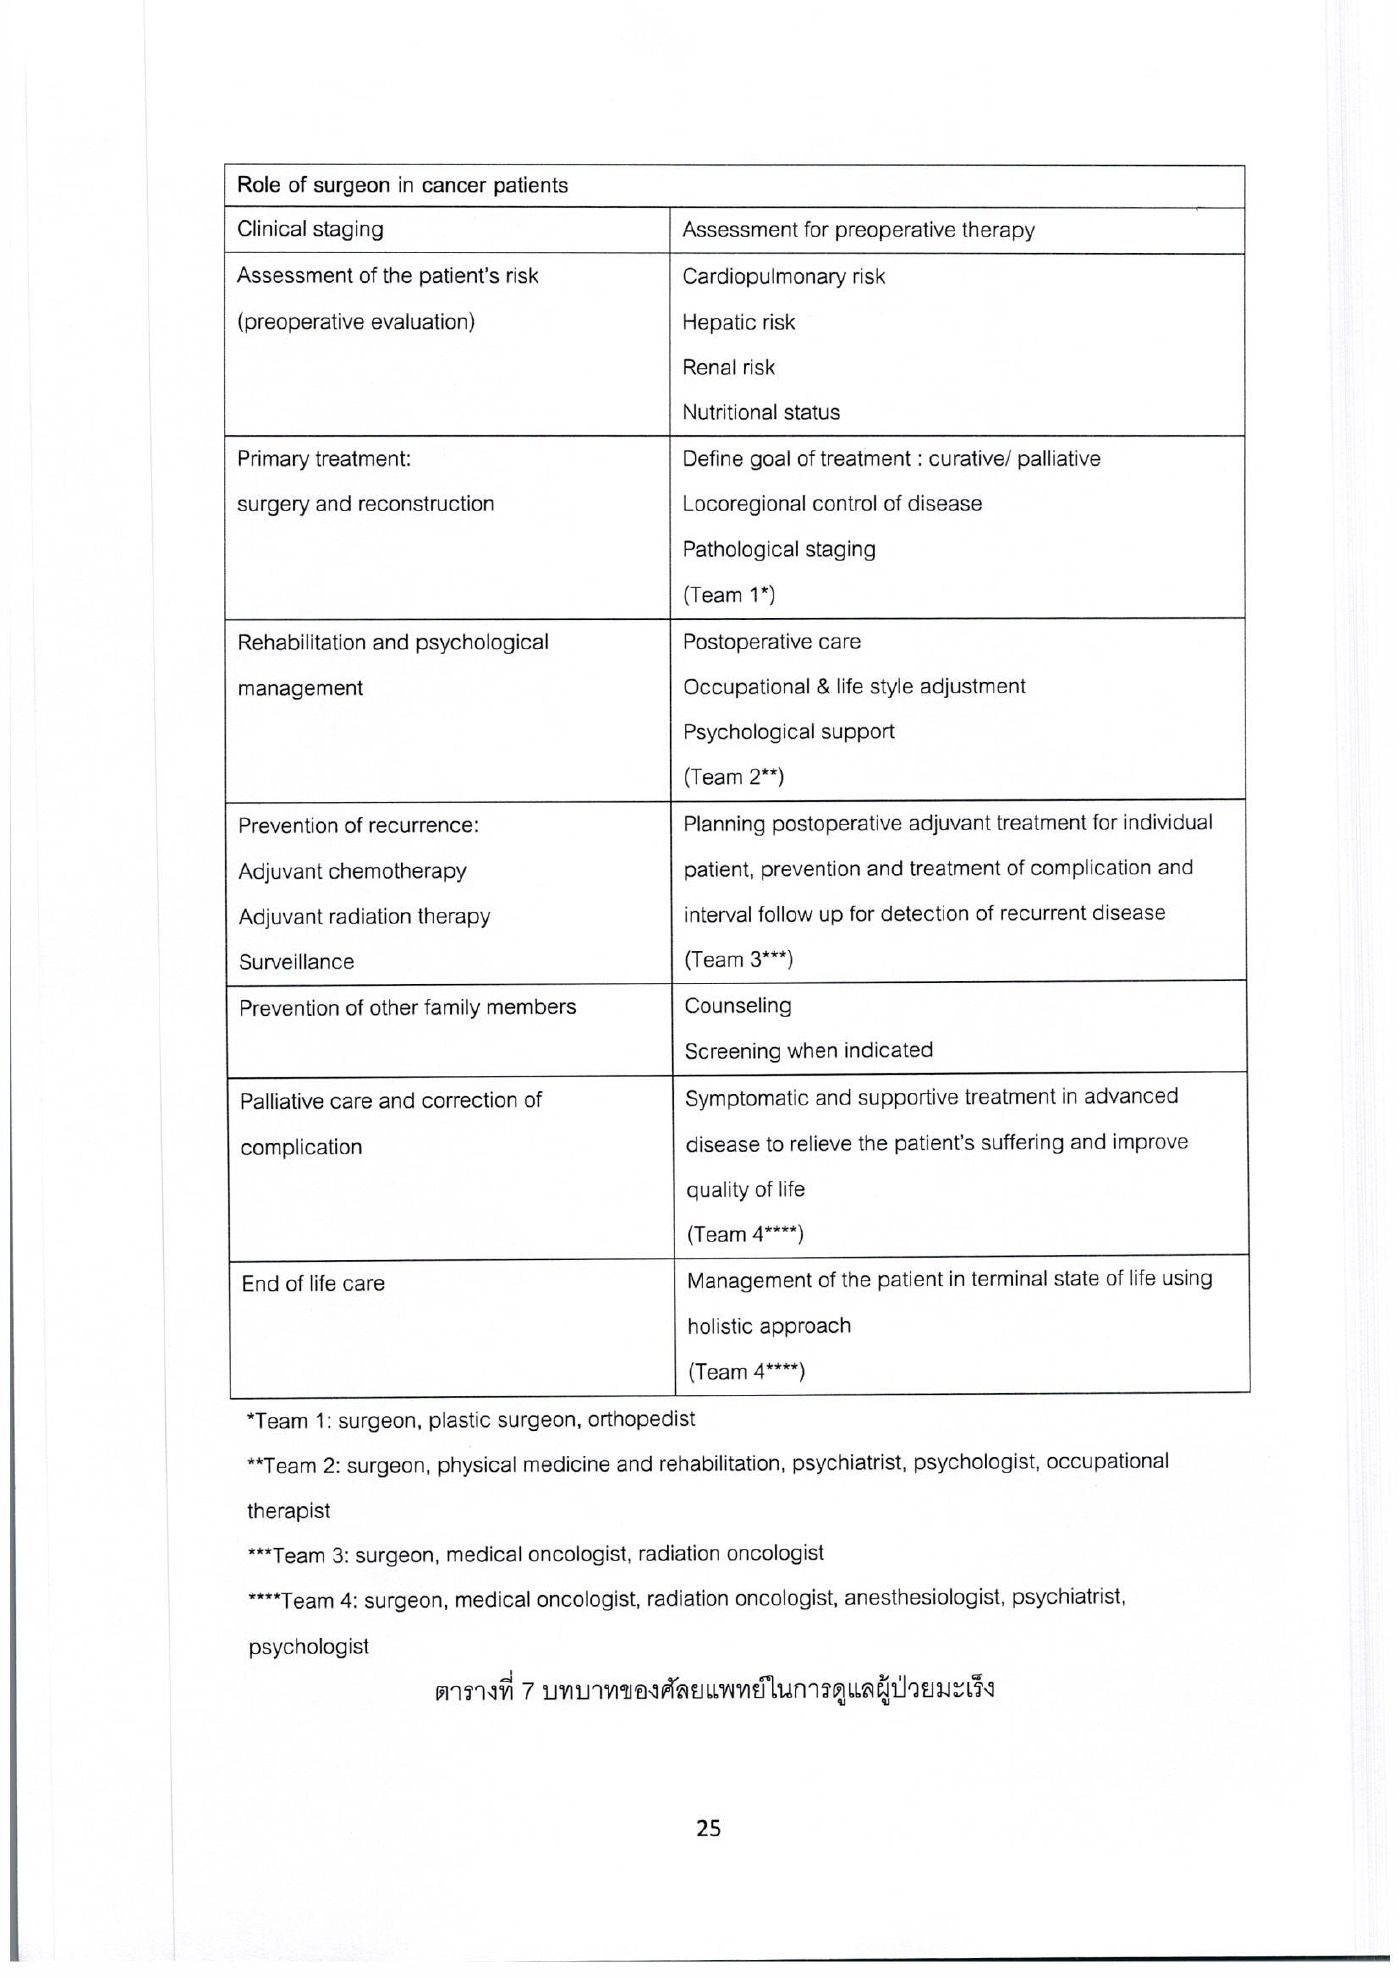 Role of surgeon in cancer patients
Clinical staging
Assessment for preoperative therapy
Assessment of the patient's risk
(preoperative evaluation)
Cardiopulmonary risk
Hepatic risk
Renal risk
Nutritional status
Primary treatment:
surgery and reconstruction
Define goal of treatment : curative/ palliative
Locoregional control of disease
Pathological staging
(Team 1*)
Rehabilitation and psychological
management
Postoperative care
Occupational & life style adjustment
Psychological support
(Team 2**)
Prevention of recurrence:
Adjuvant chemotherapy
Adjuvant radiation therapy
Surveillance
Planning postoperative adjuvant treatment for individual
patient, prevention and treatment of complication and
interval follow up for detection of recurrent disease
(Team 3***)
Prevention of other family members
Counseling
Screening when indicated
Palliative care and correction of
complication
Symptomatic and supportive treatment in advanced
disease to relieve the patient's suffering and improve
quality of life
(Team 4****)
End of life care
Management of the patient in terminal state of life using
holistic approach
(Team 4****)
*Team 1: surgeon, plastic surgeon, orthopedist
**Team 2: surgeon, physical medicine and rehabilitation, psychiatrist, psychologist, occupational
therapist
***Team 3: surgeon, medical oncologist, radiation oncologist
****Team 4: surgeon, medical oncologist, radiation oncologist, anesthesiologist, psychiatrist,
psychologist
ตารางที่ 7 บทบาทของศัลยแพทย์ในการดูแลผู้ป่วยมะเร็ง
25